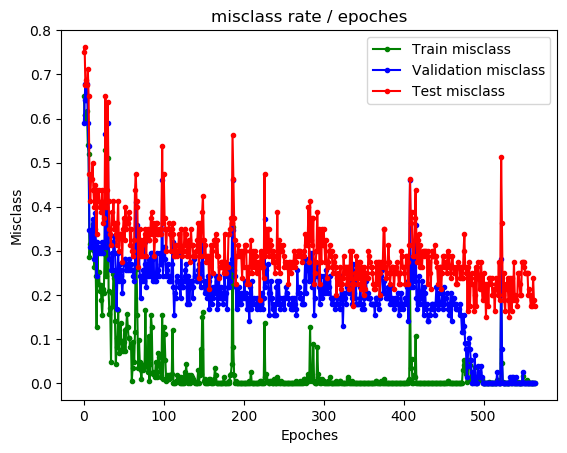 misclass rate / epoches
0.8
0.7
0.6
0.5
0.4
0.3
0.2
0.1
0.0
Misclass
Train misclass
Validation misclass
Test misclass
0 100 200 300 400 500
Epoches